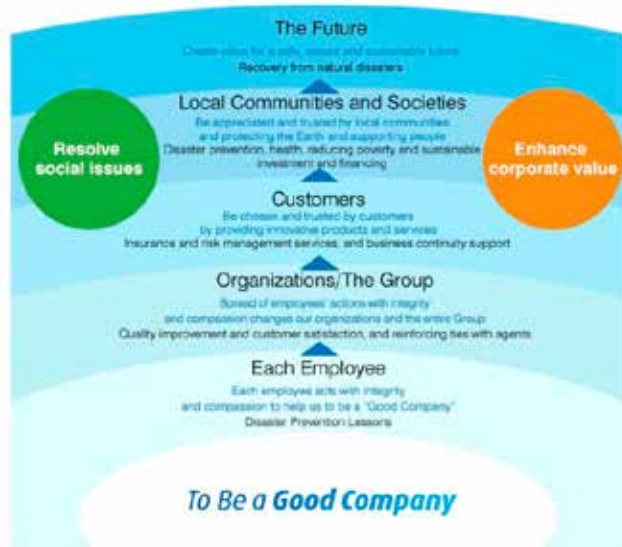 The Future
Create value for a safe, secure and sustainable future
Recovery from natural disasters
Local Communities and Societies
Be appreciated and trusted by local communities
and protecting the Earth and supporting people
Disaster prevention, health, reducing poverty and sustainable
investment and financing
Resolve
social issues
Enhance
corporate value
Customers
Be chosen and trusted by customers
by providing innovative products and services
Insurance and risk management services, and business continuity support
Organizations/The Group
Spread of employees' actions with integrity
and compassion changes our organizations and the entire Group
Quality improvement and customer satisfaction, and reinforcing ties with agents
Each Employee
Each employee acts with integrity
and compassion to help us to be a "Good Company"
Disaster Prevention Lessons
To Be a Good Company